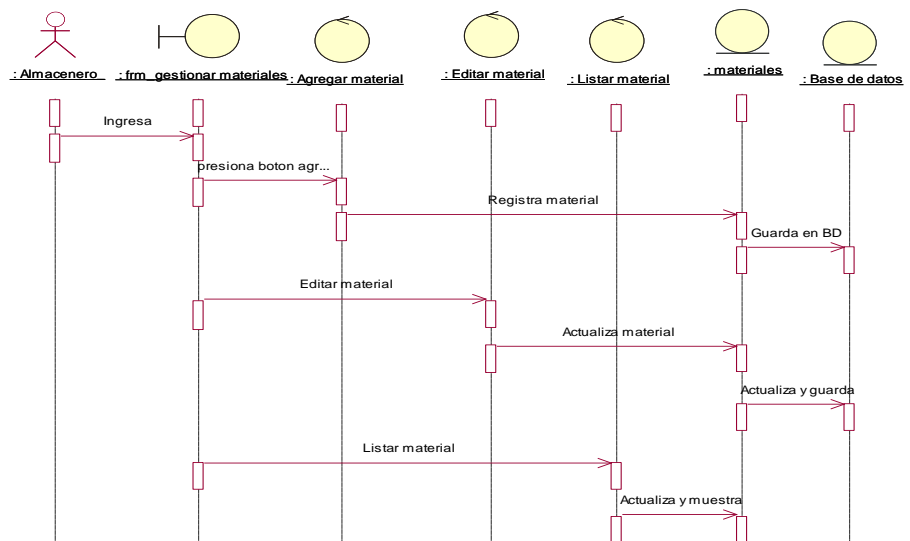 : Almacenero
: frm_gestionar materiales
: Agregar material
: Editar material
: Listar material
: materiales
: Base de datos
Ingresa
presiona boton agr...
Registra material
Guarda en BD
Editar material
Actualiza material
Actualiza y guarda
Listar material
Actualiza y muestra